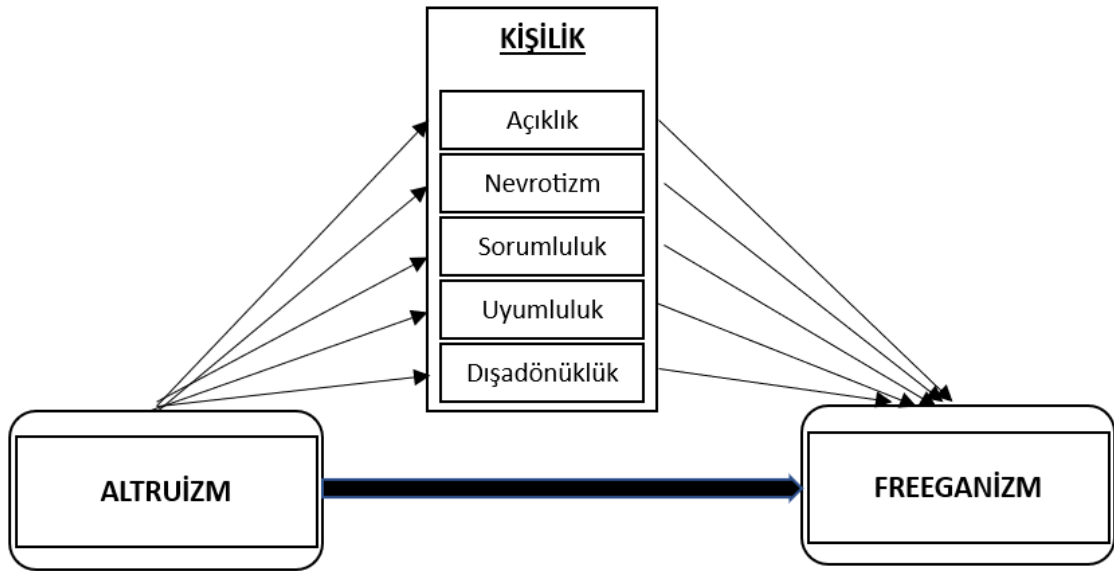 KİŞİLİK
Açıklık
Nevrotizm
Sorumluluk
Uyumluluk
Dışadönüklük
ALTRUİZM
FREEGANİZM